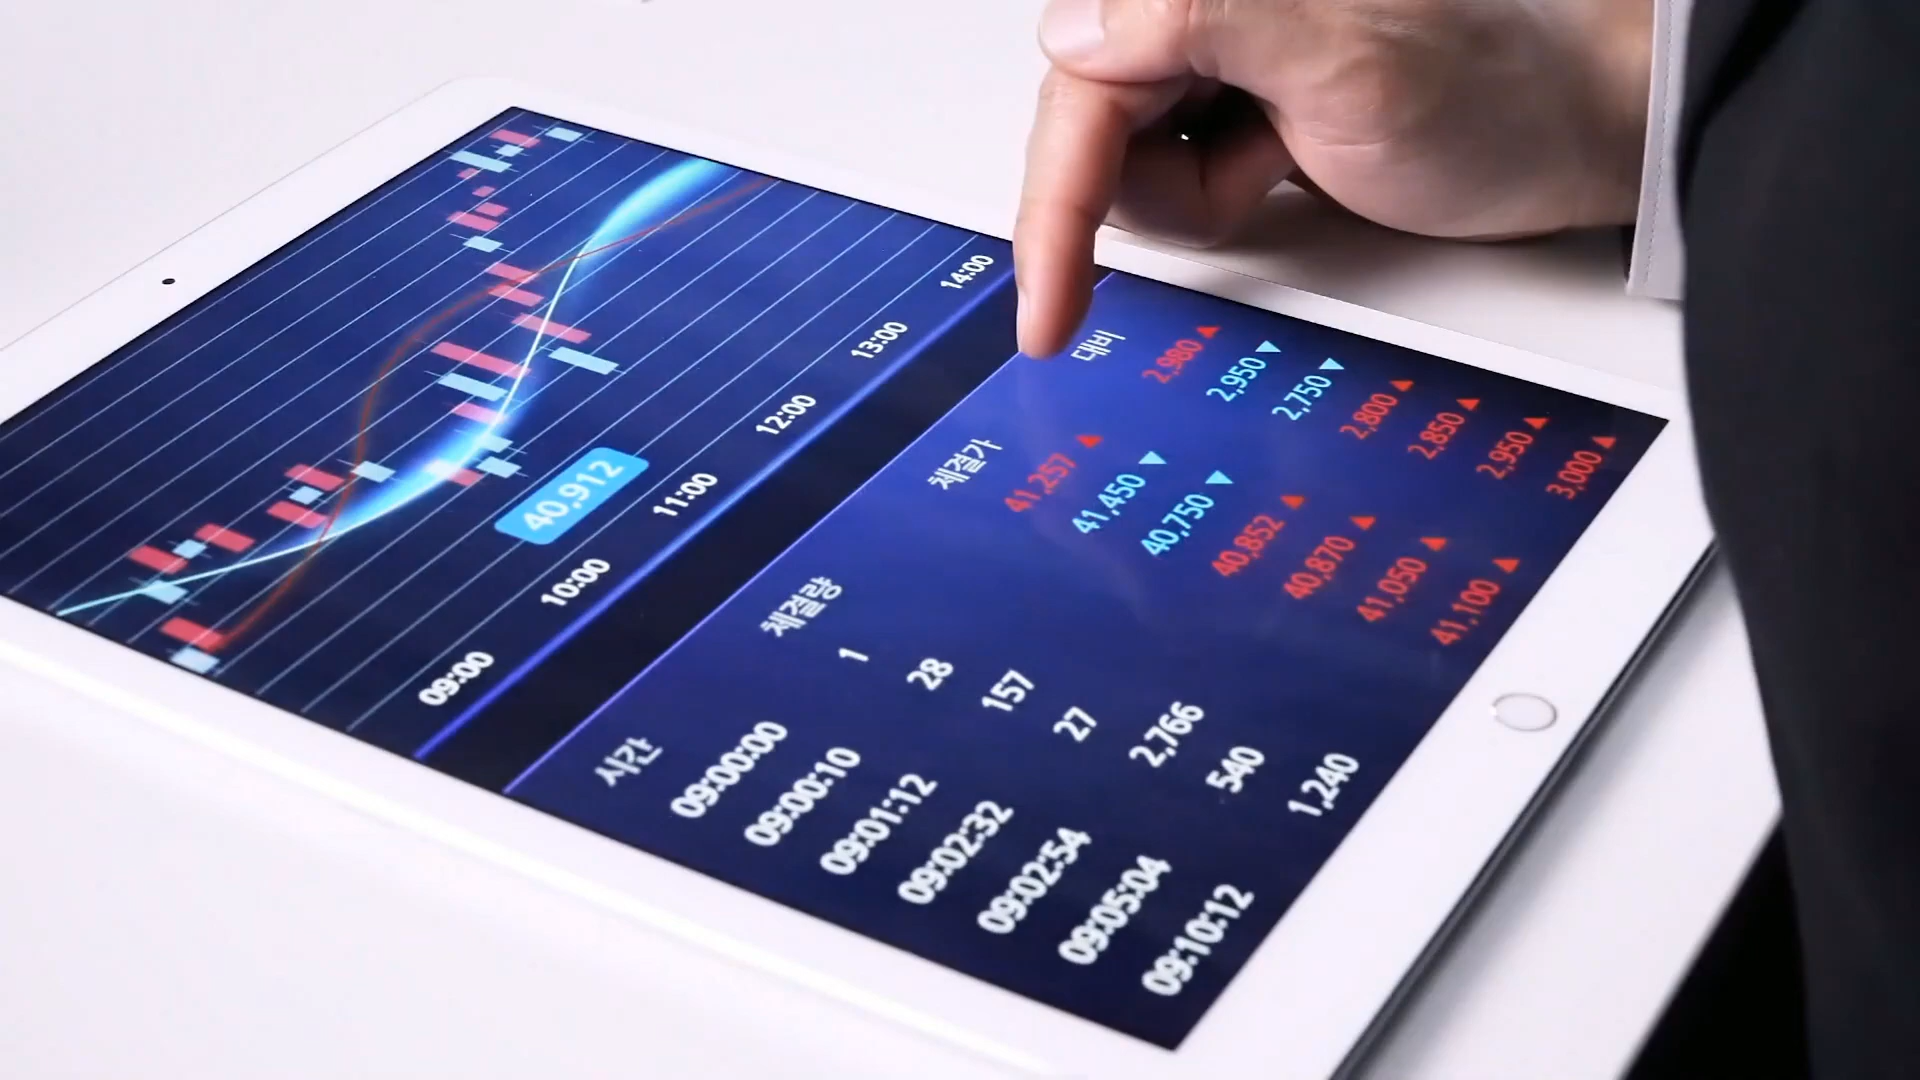 40,912
09:00 10:00 11:00 12:00 13:00 14:00
시간 체결량 체결가 대비
09:00:00 1 41,257 ▲ 2,980 ▲
09:00:10 28 41,450 ▼ 2,950 ▼
09:01:12 157 40,750 ▼ 2,750 ▼
09:02:32 27 40,852 ▲ 2,800 ▲
09:02:54 2,766 40,870 ▲ 2,850 ▲
09:05:04 540 41,050 ▲ 2,950 ▲
09:10:12 1,240 41,100 ▲ 3,000 ▲